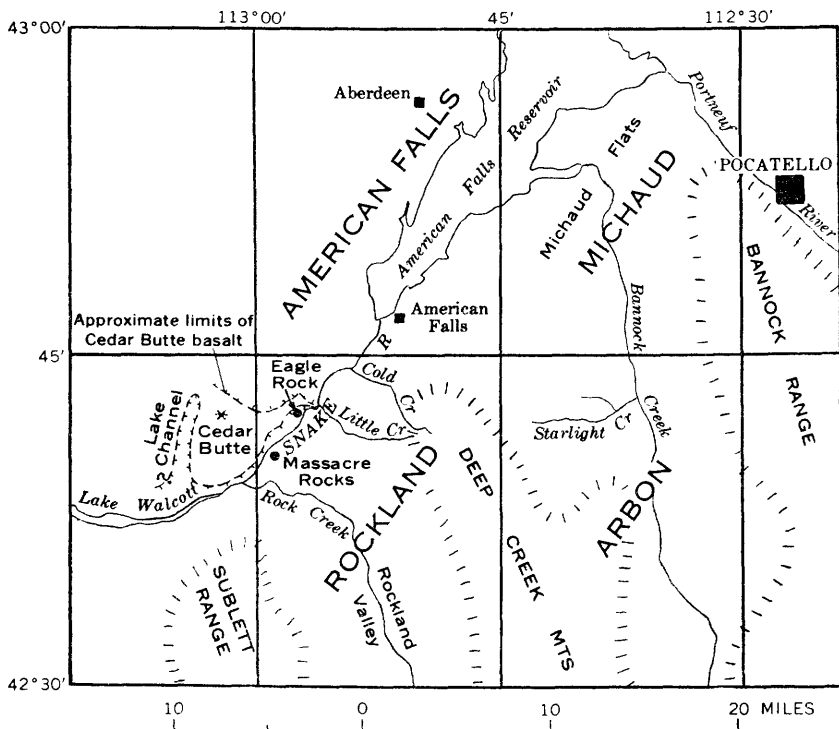 113°00'
45'
112°30'
43°00'
Aberdeen
AMERICAN FALLS
American Falls Reservoir
Michaud Flats
MICHAUD
Portneuf River
POCATELLO
BANNOCK RANGE
Bannock Creek
American
Falls
Approximate limits of
Cedar Butte basalt
45'
SNAKE R
Eagle
Rock
Cold Cr
Little Cr
Lake
Channel
?
Cedar
Butte
Massacre
Rocks
Starlight Cr
Lake Walcott
Rock Creek
ROCKLAND
DEEP CREEK MTS
ARBON
Rockland
Valley
SUBLETT
RANGE
42°30'
10 0 10 20 MILES